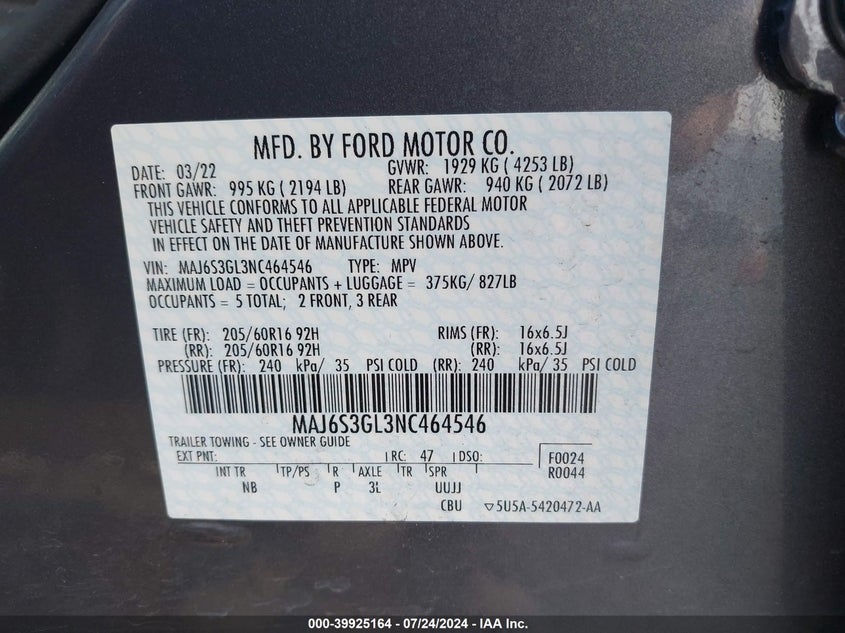 MFD. BY FORD MOTOR CO.
DATE: 03/22 GVWR: 1929 KG ( 4253 LB)
FRONT GAWR: 995 KG ( 2194 LB) REAR GAWR: 940 KG ( 2072 LB)
THIS VEHICLE CONFORMS TO ALL APPLICABLE FEDERAL MOTOR
VEHICLE SAFETY AND THEFT PREVENTION STANDARDS
IN EFFECT ON THE DATE OF MANUFACTURE SHOWN ABOVE.
VIN: MAJ6S3GL3NC464546 TYPE: MPV
MAXIMUM LOAD = OCCUPANTS + LUGGAGE = 375KG/ 827LB
OCCUPANTS = 5 TOTAL; 2 FRONT, 3 REAR
TIRE (FR): 205/60R16 92H RIMS (FR): 16x6.5J
(RR): 205/60R16 92H (RR): 16x6.5J
PRESSURE (FR): 240 kPa/ 35 PSI COLD (RR): 240 kPa/ 35 PSI COLD
MAJ6S3GL3NC464546
TRAILER TOWING - SEE OWNER GUIDE
EXT PNT: RC: 47 DSO: F0024
R0044
INT TR TP/PS R AXLE TR SPR
NB P 3L UUJJ
CBU ▽5U5A-5420472-AA
000-39925164 - 07/24/2024 - IAA Inc.